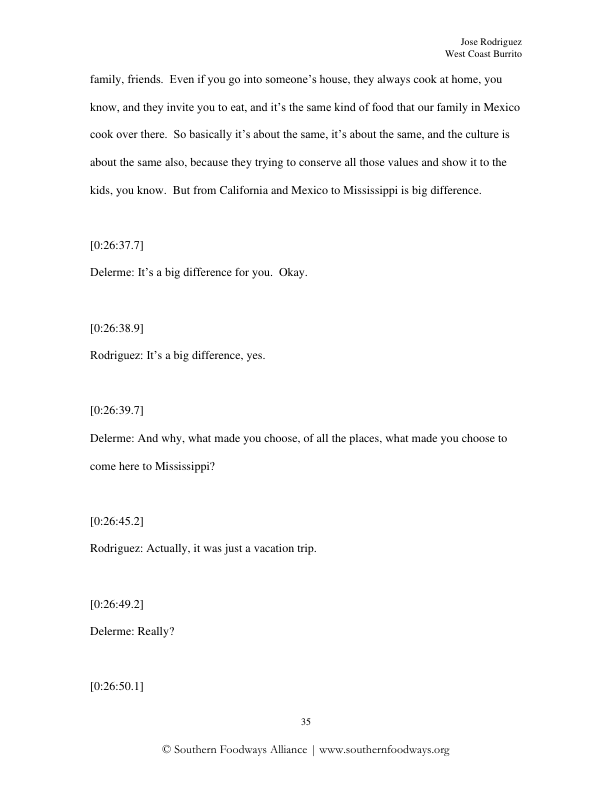 Jose Rodriguez
West Coast Burrito
family, friends.  Even if you go into someone’s house, they always cook at home, you
know, and they invite you to eat, and it’s the same kind of food that our family in Mexico
cook over there.  So basically it’s about the same, it’s about the same, and the culture is
about the same also, because they trying to conserve all those values and show it to the
kids, you know.  But from California and Mexico to Mississippi is big difference.
[0:26:37.7]
Delerme: It’s a big difference for you.  Okay.
[0:26:38.9]
Rodriguez: It’s a big difference, yes.
[0:26:39.7]
Delerme: And why, what made you choose, of all the places, what made you choose to
come here to Mississippi?
[0:26:45.2]
Rodriguez: Actually, it was just a vacation trip.
[0:26:49.2]
Delerme: Really?
[0:26:50.1]
35
© Southern Foodways Alliance | www.southernfoodways.org